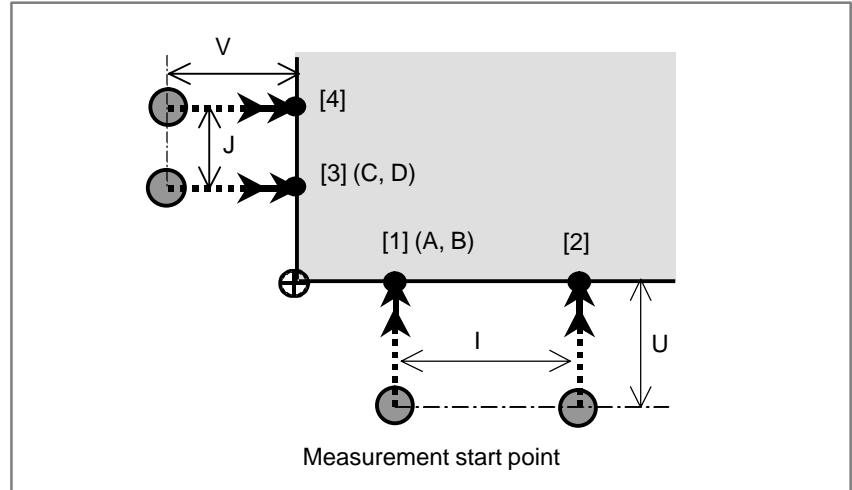 V
[4]
J
[3] (C, D)
[1] (A, B)
[2]
I
U
Measurement start point